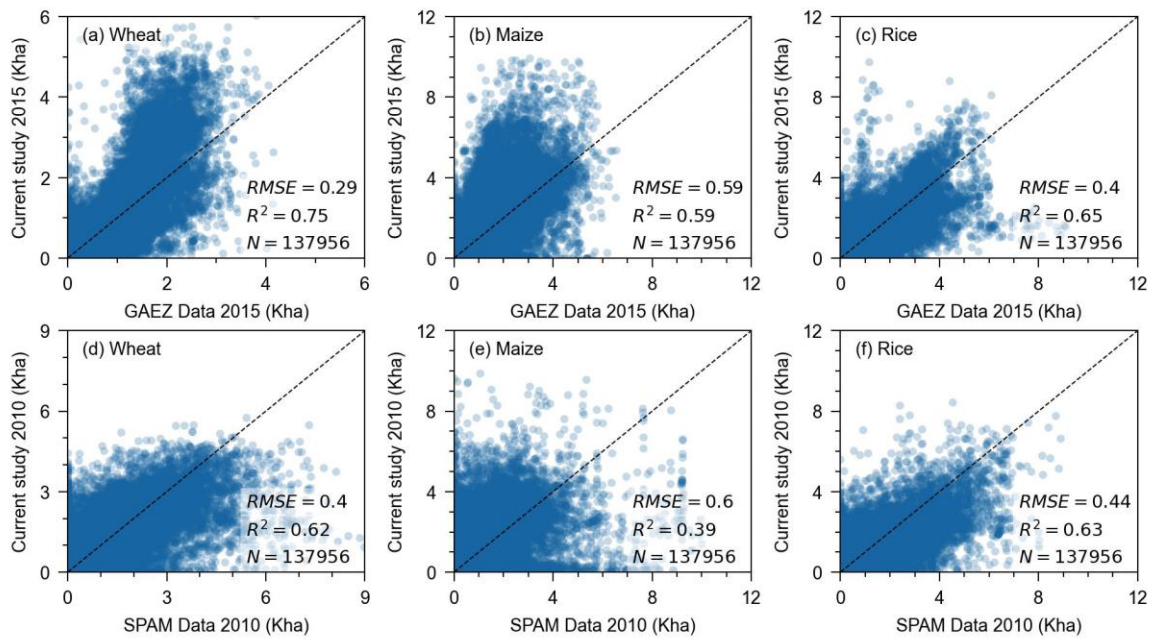 6 12 12
(a) Wheat (b) Maize (c) Rice
Current study 2015 (Kha) Current study 2015 (Kha) Current study 2015 (Kha)
4 8 8
2 4 4
RMSE = 0.29 RMSE = 0.59 RMSE = 0.4
R² = 0.75 R² = 0.59 R² = 0.65
N = 137956 N = 137956 N = 137956
0 0 0
0 2 4 6 0 4 8 12 0 4 8 12
GAEZ Data 2015 (Kha) GAEZ Data 2015 (Kha) GAEZ Data 2015 (Kha)
9 12 12
(d) Wheat (e) Maize (f) Rice
Current study 2010 (Kha) Current study 2010 (Kha) Current study 2010 (Kha)
6 8 8
3 4 4
RMSE = 0.4 RMSE = 0.6 RMSE = 0.44
R² = 0.62 R² = 0.39 R² = 0.63
N = 137956 N = 137956 N = 137956
0 0 0
0 3 6 9 0 4 8 12 0 4 8 12
SPAM Data 2010 (Kha) SPAM Data 2010 (Kha) SPAM Data 2010 (Kha)